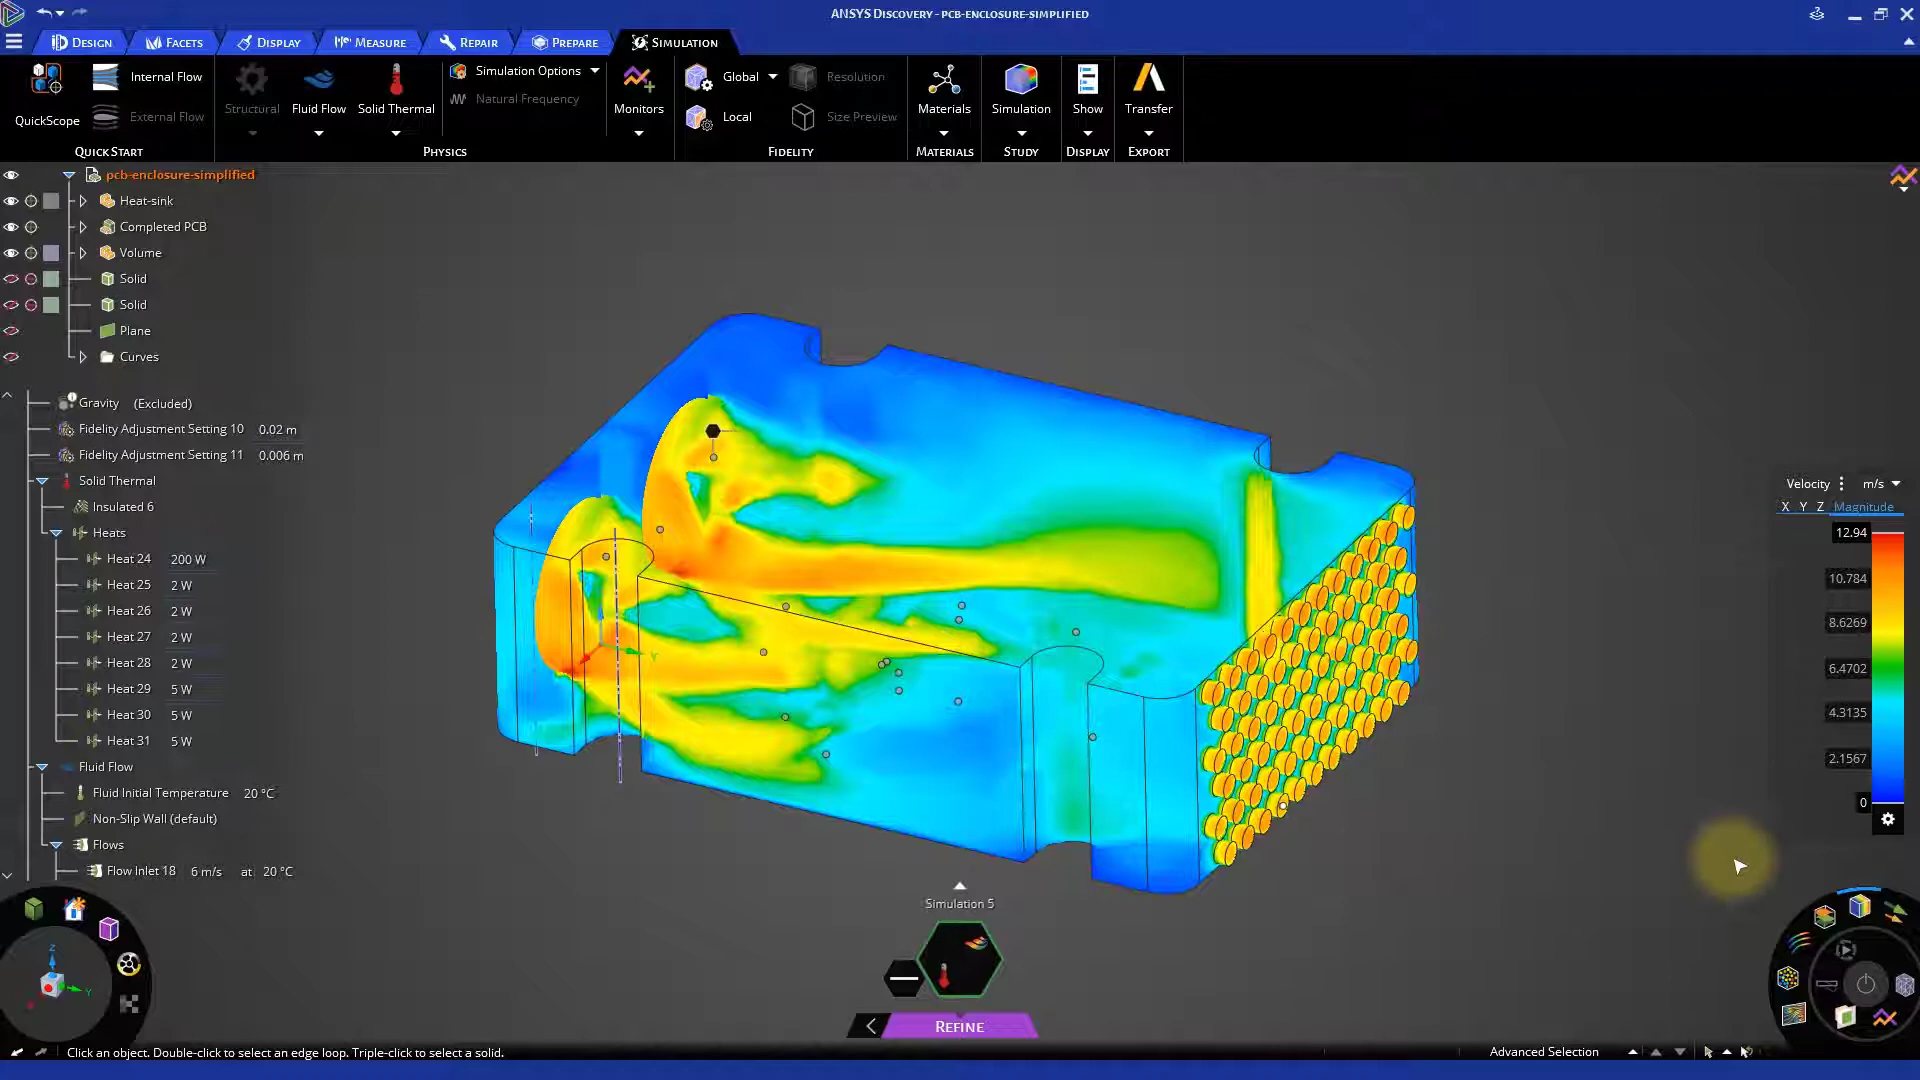 ANSYS DISCOVERY - PCB-ENCLOSURE-SIMPLIFIED
DESIGN
FACETS
DISPLAY
MEASURE
REPAIR
PREPARE
SIMULATION
QuickScope
Internal Flow
External Flow
QUICK START
Structural
Fluid Flow
Solid Thermal
Simulation Options
Natural Frequency
PHYSICS
Monitors
Global
Local
Resolution
Size Preview
FIDELITY
Materials
MATERIALS
Simulation
STUDY
Show
DISPLAY
Transfer
EXPORT
pcb-enclosure-simplified
Heat-sink
Completed PCB
Volume
Solid
Solid
Plane
Curves
Gravity (Excluded)
Fidelity Adjustment Setting 10 0.02 m
Fidelity Adjustment Setting 11 0.006 m
Solid Thermal
Insulated 6
Heats
Heat 24 200 W
Heat 25 2 W
Heat 26 2 W
Heat 27 2 W
Heat 28 2 W
Heat 29 5 W
Heat 30 5 W
Heat 31 5 W
Fluid Flow
Fluid Initial Temperature 20 °C
Non-Slip Wall (default)
Flows
Flow Inlet 18 6 m/s at 20 °C
Velocity m/s
X Y Z Magnitude
12.94
10.784
8.6269
6.4702
4.3135
2.1567
0
Y
Z
Y
Simulation 5
REFINE
Click an object. Double-click to select an edge loop. Triple-click to select a solid.
Advanced Selection